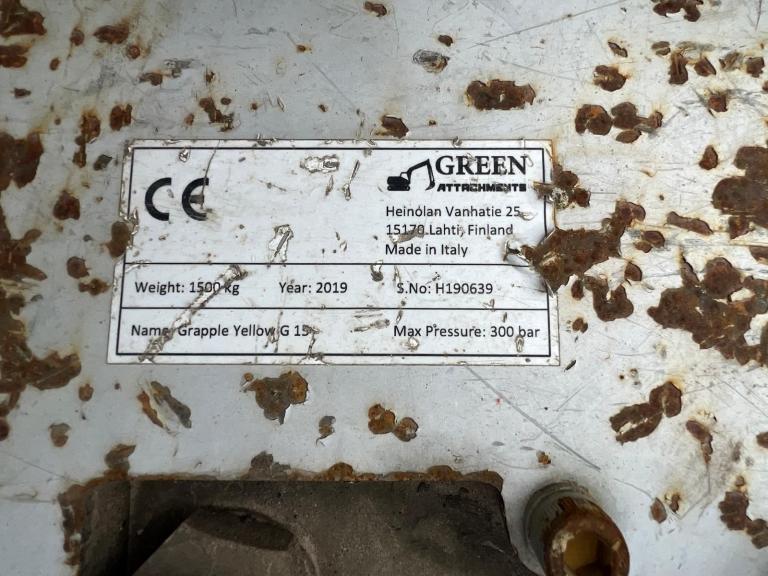 CE
GREEN
ATTACHMENTS
Heinolan Vanhatie 25
15170 Lahti, Finland
Made in Italy
Weight: 1500 kg Year: 2019 S.No: H190639
Name: Grapple Yellow G 15 Max Pressure: 300 bar